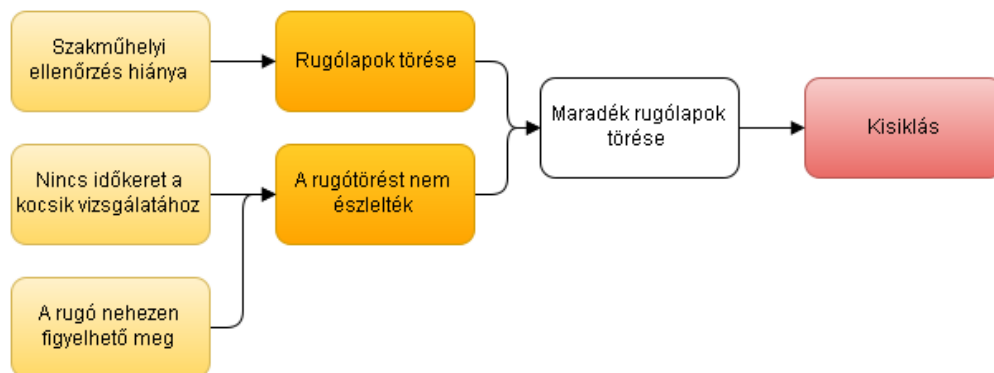 Szakműhelyi
ellenőrzés hiánya
Rugólapok törése
Maradék rugólapok
törése
Kisiklás
Nincs időkeret a
kocsik vizsgálatához
A rugótörést nem
észlelték
A rugó nehezen
figyelhető meg